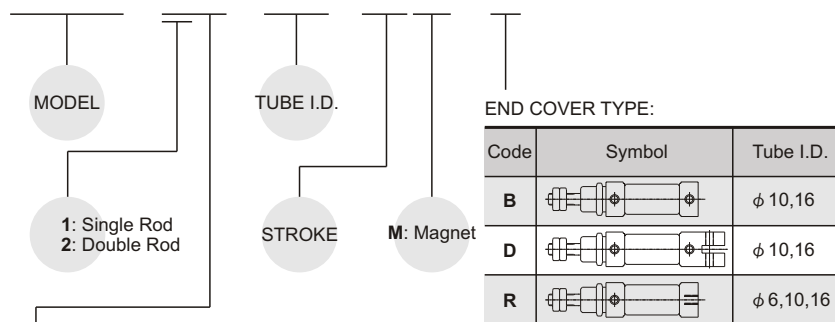 MODEL
TUBE I.D.
1: Single Rod
2: Double Rod
STROKE
M: Magnet
END COVER TYPE:
Code Symbol Tube I.D.
B ϕ 10,16
D ϕ 10,16
R ϕ 6,10,16